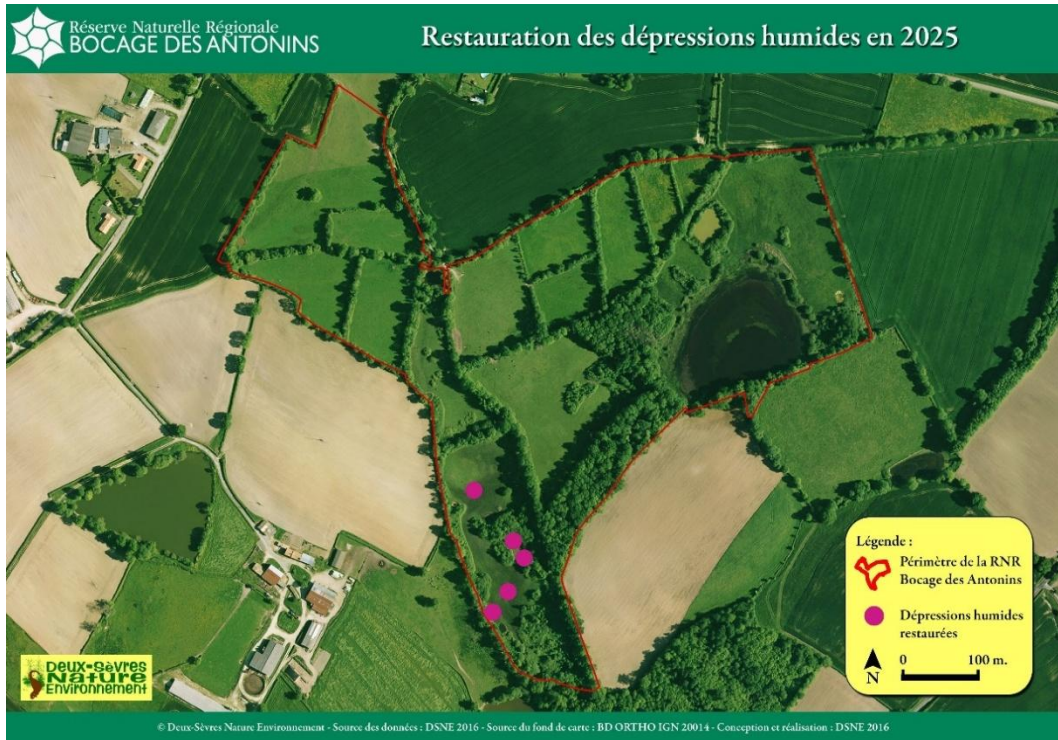 Réserve Naturelle Régionale
BOCAGE DES ANTONINS
Restauration des dépressions humides en 2025
Légende :
Périmètre de la RNR
Bocage des Antonins
Dépressions humides
restaurées
N
0 100 m.
Deux-Sèvres
Nature
Environnement
© Deux-Sèvres Nature Environnement - Source des données : DSNE 2016 - Source du fond de carte : BD ORTHO IGN 20014 - Conception et réalisation : DSNE 2016